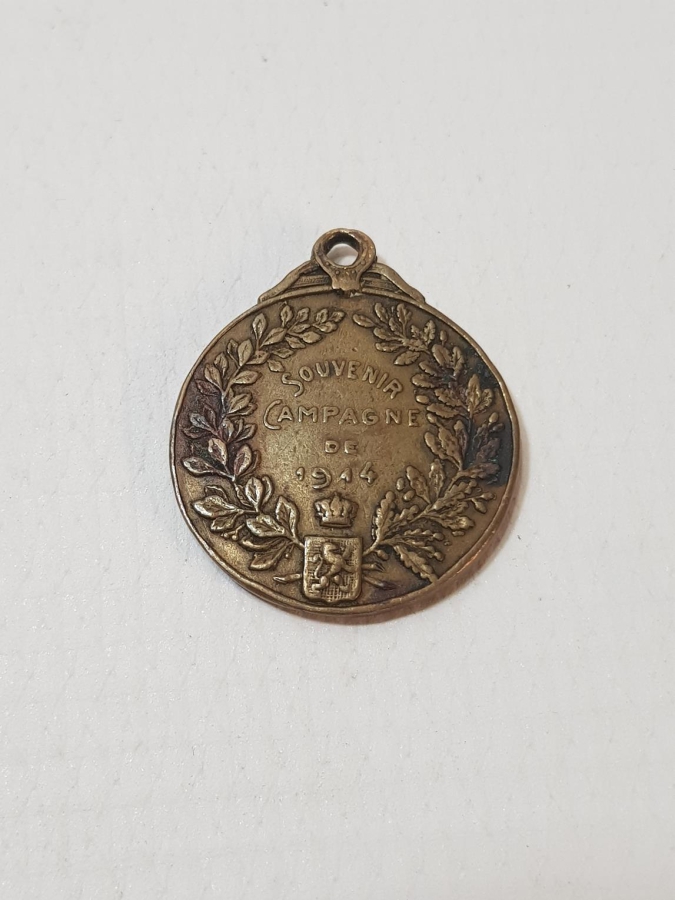 SOUVENIR
CAMPAGNE
DE
1914